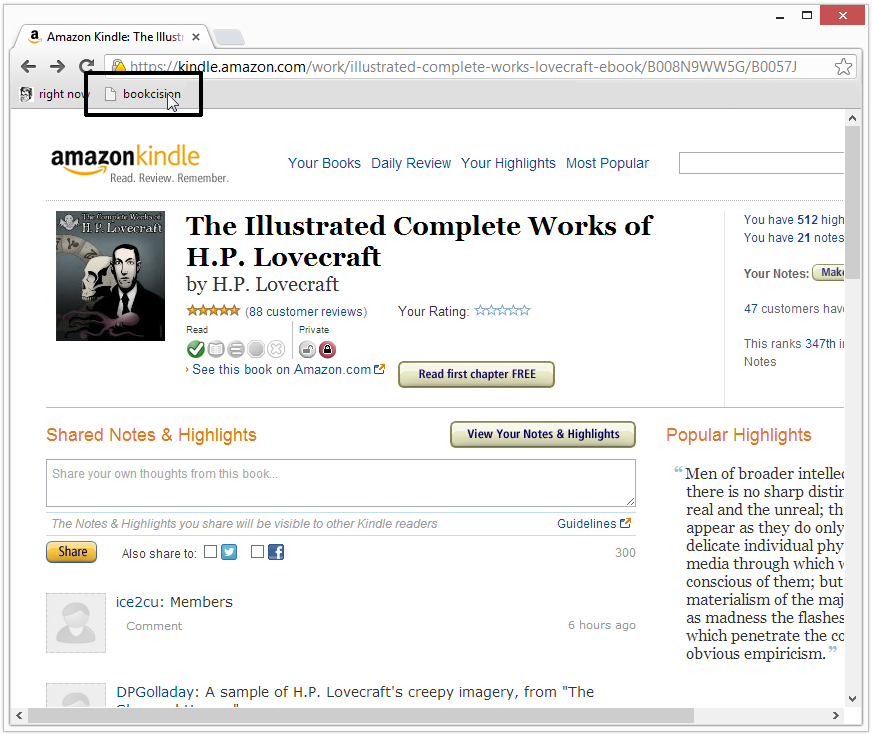 Amazon Kindle: The Illustr
https://kindle.amazon.com/work/illustrated-complete-works-lovecraft-ebook/B008N9WW5G/B0057J
right now bookcision
amazonkindle
Read. Review. Remember.
Your Books Daily Review Your Highlights Most Popular
The Complete Works of
H.P. Lovecraft
The Illustrated Complete Works of
H.P. Lovecraft
by H.P. Lovecraft
(88 customer reviews) Your Rating:
Read Private
› See this book on Amazon.com
Read first chapter FREE
You have 512 high
You have 21 notes
Your Notes: Make
47 customers have
This ranks 347th in
Notes
Shared Notes & Highlights
View Your Notes & Highlights
Share your own thoughts from this book...
The Notes & Highlights you share will be visible to other Kindle readers
Guidelines
Share Also share to: 300
ice2cu: Members
Comment 6 hours ago
DPGolladay: A sample of H.P. Lovecraft's creepy imagery, from "The
Popular Highlights
“Men of broader intellec
there is no sharp distin
real and the unreal; th
appear as they do only
delicate individual phy
media through which w
conscious of them; but
materialism of the maj
as madness the flashes
which penetrate the co
obvious empiricism.”